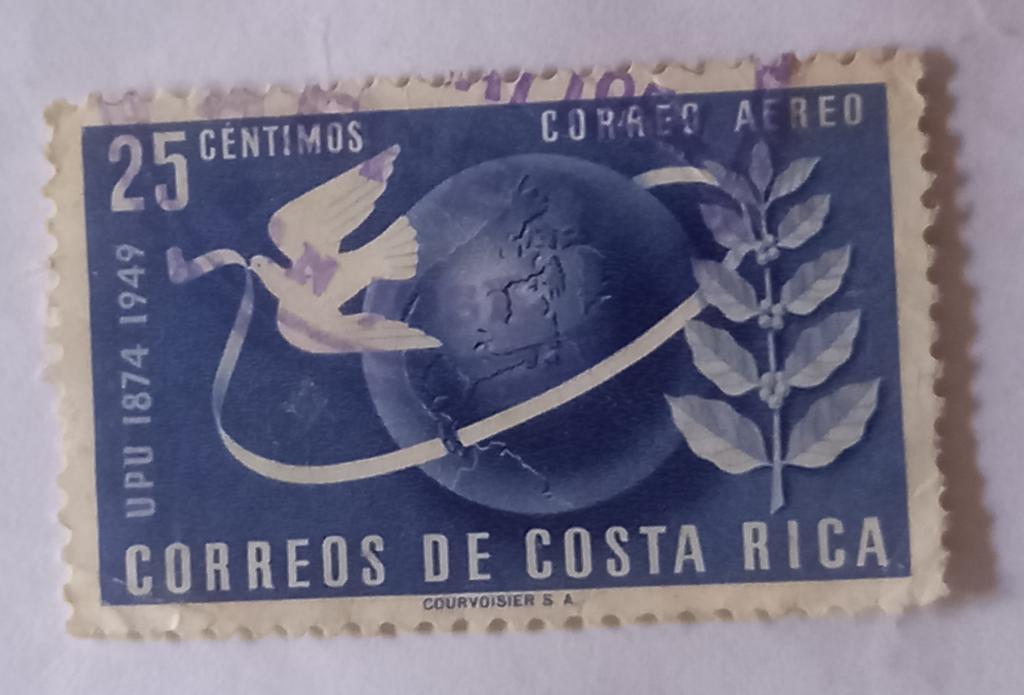 25 CÉNTIMOS
CORREO AEREO
UPU 1874 1949
CORREOS DE COSTA RICA
COURVOISIER S. A.